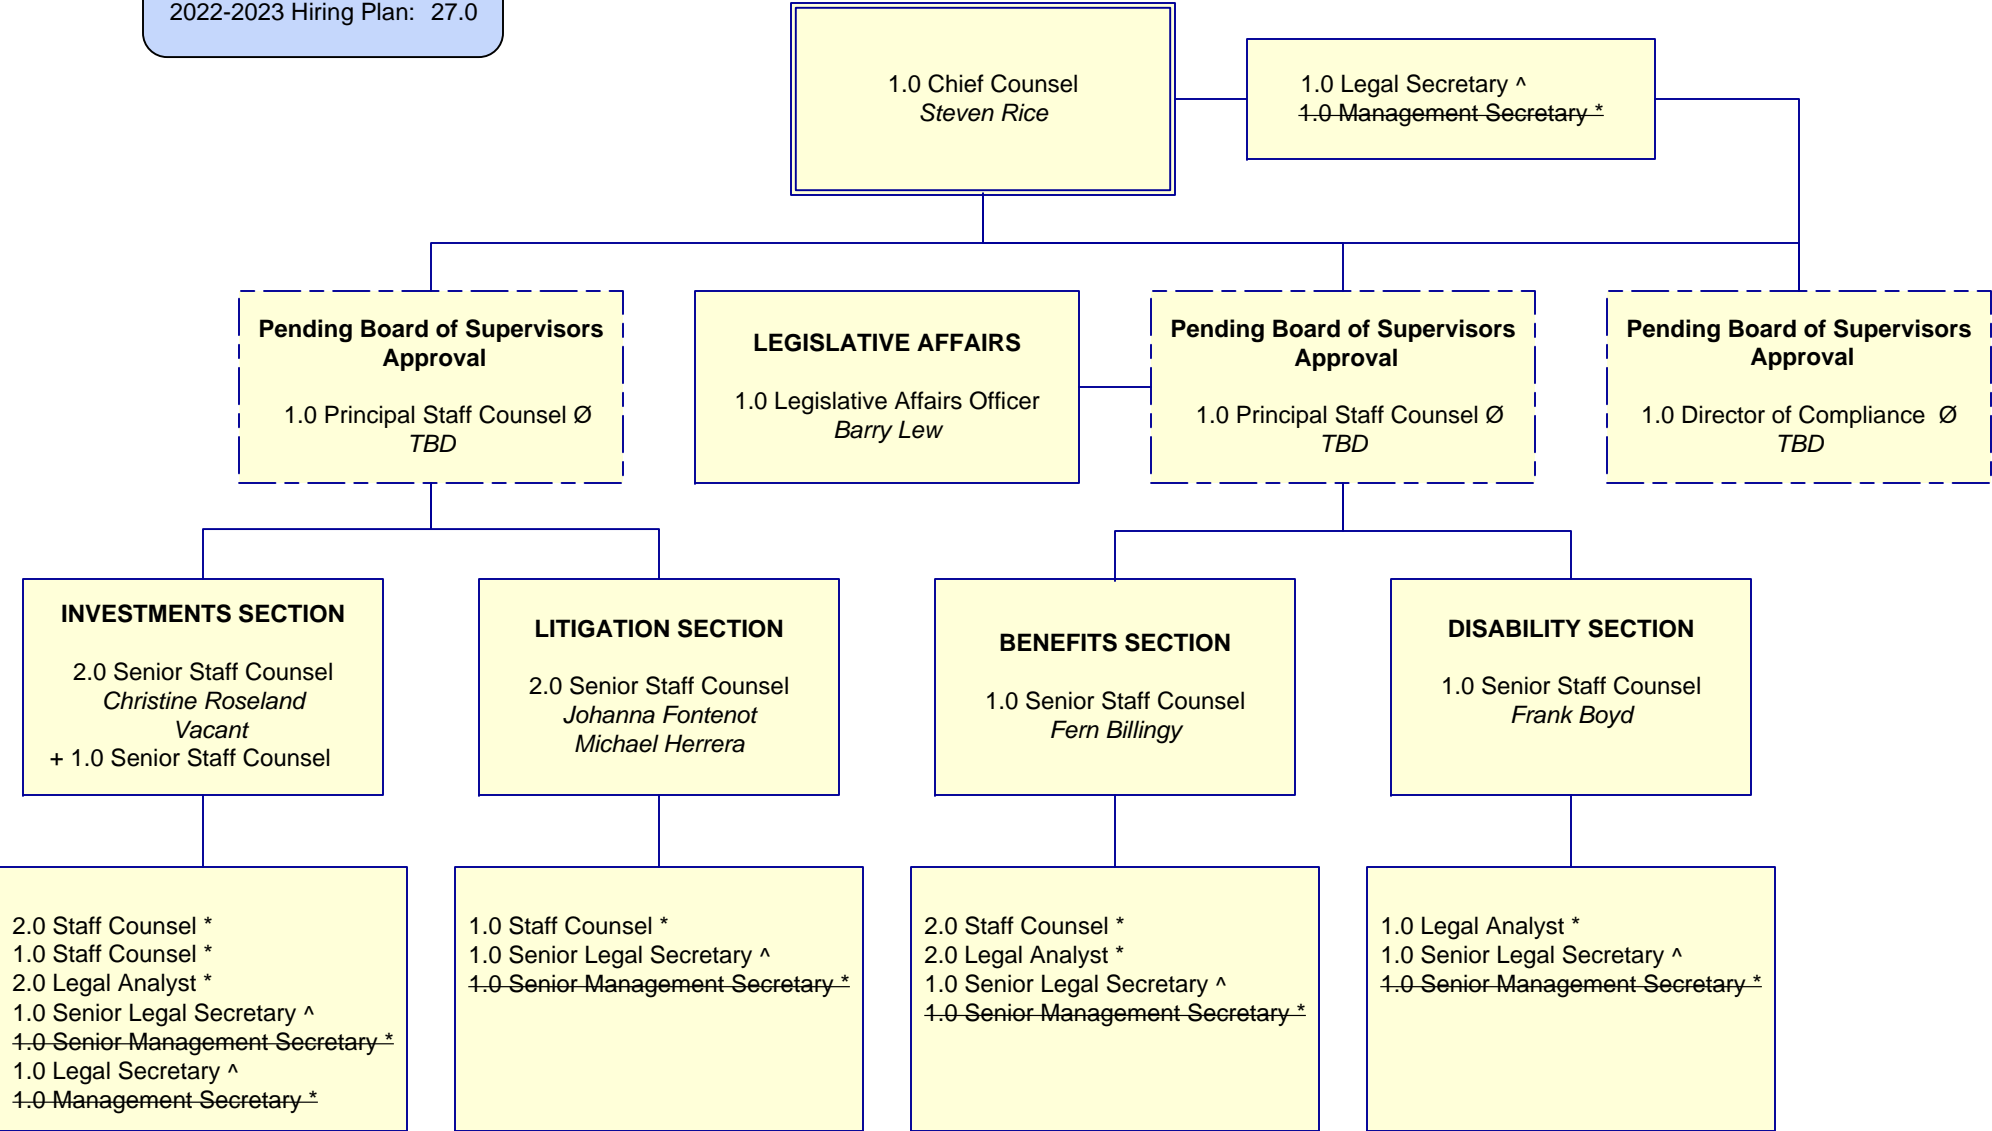 2022-2023 Hiring Plan: 27.0
1.0 Chief Counsel
Steven Rice
1.0 Legal Secretary ^
1.0 Management Secretary *
Pending Board of Supervisors
Approval
1.0 Principal Staff Counsel Ø
TBD
LEGISLATIVE AFFAIRS
1.0 Legislative Affairs Officer
Barry Lew
Pending Board of Supervisors
Approval
1.0 Principal Staff Counsel Ø
TBD
Pending Board of Supervisors
Approval
1.0 Director of Compliance Ø
TBD
INVESTMENTS SECTION
2.0 Senior Staff Counsel
Christine Roseland
Vacant
+ 1.0 Senior Staff Counsel
LITIGATION SECTION
2.0 Senior Staff Counsel
Johanna Fontenot
Michael Herrera
BENEFITS SECTION
1.0 Senior Staff Counsel
Fern Billingy
DISABILITY SECTION
1.0 Senior Staff Counsel
Frank Boyd
2.0 Staff Counsel *
1.0 Staff Counsel *
2.0 Legal Analyst *
1.0 Senior Legal Secretary ^
1.0 Senior Management Secretary *
1.0 Legal Secretary ^
1.0 Management Secretary *
1.0 Staff Counsel *
1.0 Senior Legal Secretary ^
1.0 Senior Management Secretary *
2.0 Staff Counsel *
2.0 Legal Analyst *
1.0 Senior Legal Secretary ^
1.0 Senior Management Secretary *
1.0 Legal Analyst *
1.0 Senior Legal Secretary ^
1.0 Senior Management Secretary *